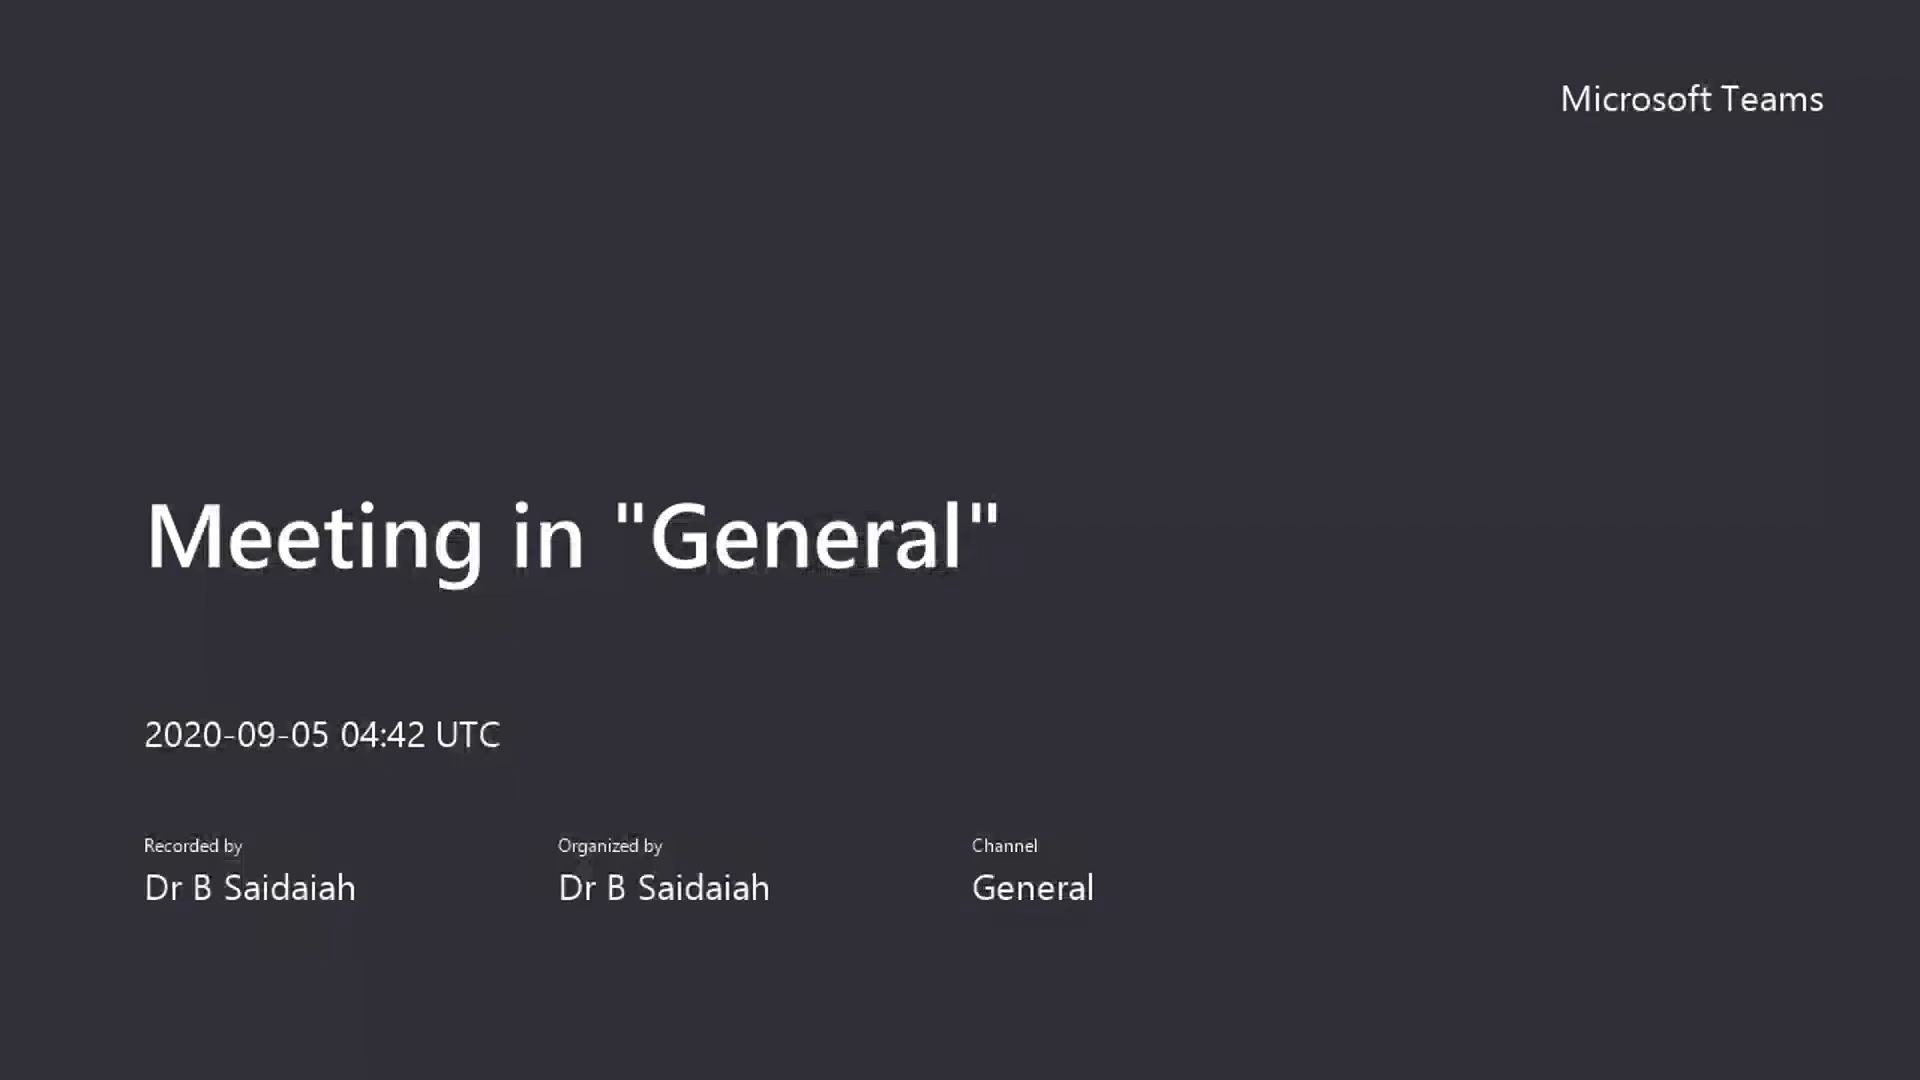 Microsoft Teams
Meeting in "General"
2020-09-05 04:42 UTC
Recorded by
Dr B Saidaiah
Organized by
Dr B Saidaiah
Channel
General